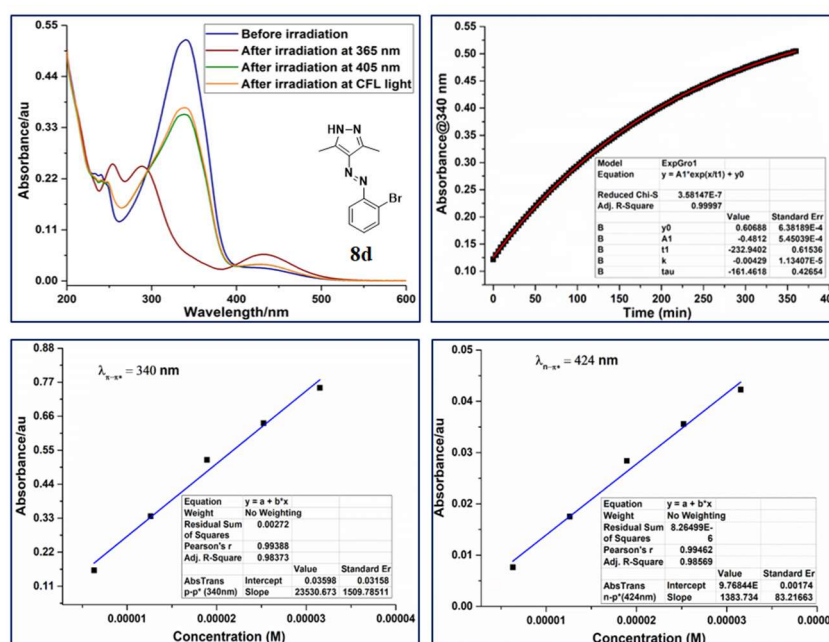 0.55
0.44
0.33
0.22
0.11
0.00
Absorbance/au
200
300
400
500
600
Wavelength/nm
Before irradiation
After irradiation at 365 nm
After irradiation at 405 nm
After irradiation at CFL light
HN-N
CH₃
CH₃
N
N
Br
8d
0.50
0.45
0.40
0.35
0.30
0.25
0.20
0.15
0.10
Absorbance@340 nm
0 50 100 150 200 250 300 350 400
Time (min)
Model ExpGro1
Equation y = A1*exp(x/t1) + y0
Reduced Chi-S 3.58147E-7
Adj. R-Square 0.99997
Value Standard Err
B y0 0.60688 6.38189E-4
B A1 -0.4812 5.45039E-4
B t1 -232.9402 0.61536
B k -0.00429 1.13407E-5
B tau -161.4618 0.42654
0.88
0.77
0.66
0.55
0.44
0.33
0.22
0.11
Absorbance/au
λπ-π* = 340 nm
Equation y = a + b*x
Weight No Weighting
Residual Sum of Squares 0.00272
Pearson's r 0.99388
Adj. R-Square 0.98373
Value Standard Er
AbsTrans Intercept 0.03598 0.03158
p-p* (340nm) Slope 23530.673 1509.78511
0.00001 0.00002 0.00003 0.00004
Concentration (M)
0.05
0.04
0.03
0.02
0.01
0.00
Absorbance/au
λn-π* = 424 nm
Equation y = a + b*x
Weight No Weighting
Residual Sum of Squares 8.26499E-6
Pearson's r 0.99462
Adj. R-Square 0.98569
Value Standard Er
AbsTrans Intercept 9.76844E 0.00174
n-p*(424nm) Slope 1383.734 83.21663
0.00001 0.00002 0.00003 0.0000
Concentration (M)